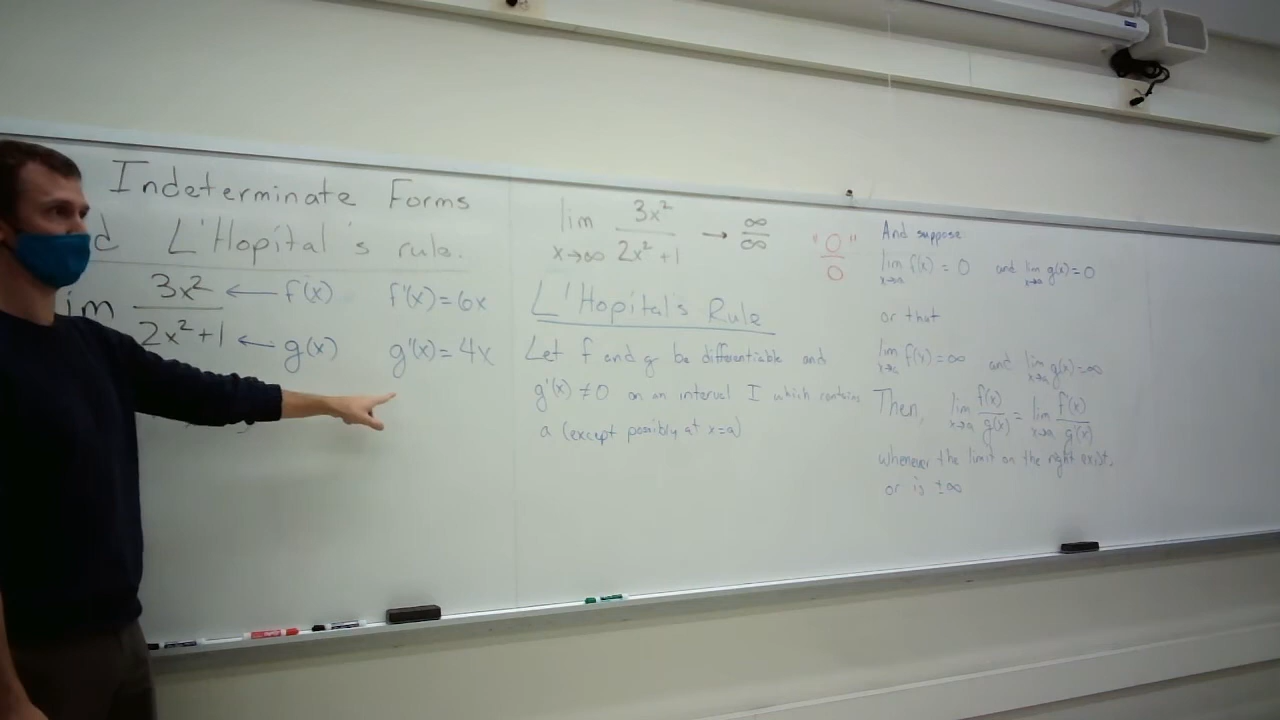 Indeterminate Forms
d L'Hopital's rule.
lim 3x² / 2x²+1 ← f(x) f'(x)=6x
← g(x) g'(x)=4x
lim x→∞ 3x² / 2x²+1 → ∞/∞
"0/0"
L'Hopital's Rule
Let f and g be differentiable and
g'(x) ≠ 0 on an interval I which contains
a (except possibly at x=a)
And suppose
lim x→a f(x) = 0 and lim x→a g(x) = 0
or that
lim x→a f(x) = ∞ and lim x→a g(x) = ∞
Then, lim x→a f(x)/g(x) = lim x→a f'(x)/g'(x)
whenever the limit on the right exist,
or is ±∞